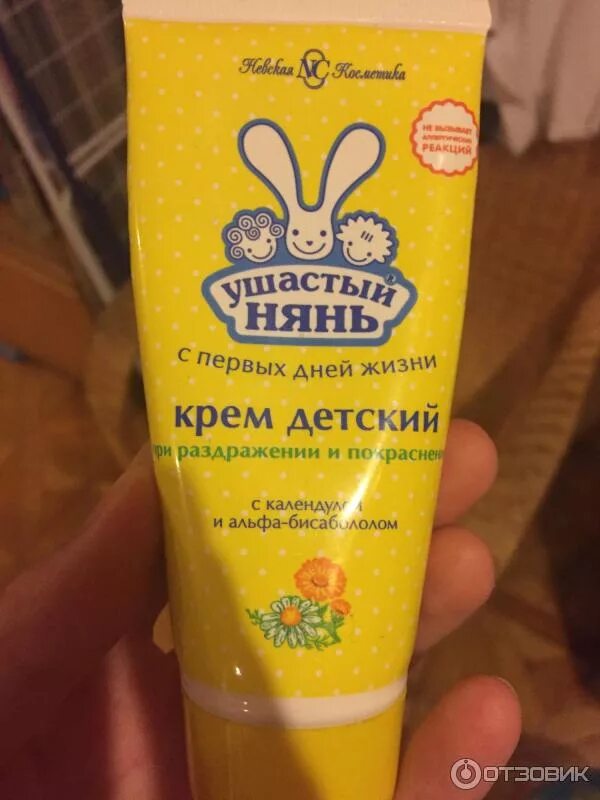 Невская NC Косметика
НЕ ВЫЗЫВАЕТ
АЛЛЕРГИЧЕСКИХ
РЕАКЦИЙ
УШАСТЫЙ®
НЯНЬ
с первых дней жизни
крем детский
при раздражении и покраснени
с календулой
и альфа-бисабололом
ОТЗОВИК